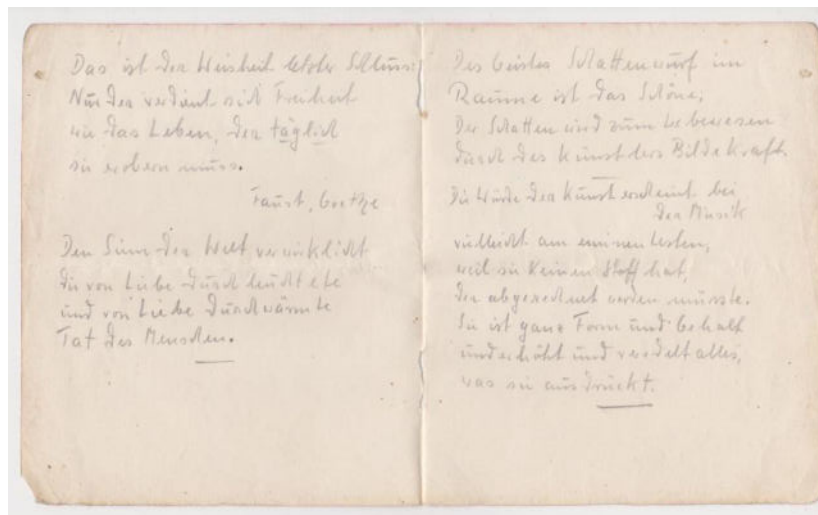 Das ist der Weisheit letzter Schluss:
Nur der verdient sich Freiheit
wie das Leben, der täglich
sie erobern muss.
Faust, Goethe
Den Sinn der Welt verwirklicht
die von Liebe durchleuchtete
und von Liebe durchwärmte
Tat des Menschen.
Des Geistes Schattenwurf im
Raume ist das Schöne;
Der Schatten wird zum Lebewesen
durch des Künstlers Bildekraft.
Die Würde der Kunst erscheint bei
der Musik
vielleicht am eminentesten,
weil sie keinen Stoff hat,
der abgerechnet werden müsste.
Sie ist ganz Form und Gehalt
und erhöht und veredelt alles,
was sie ausdrückt.